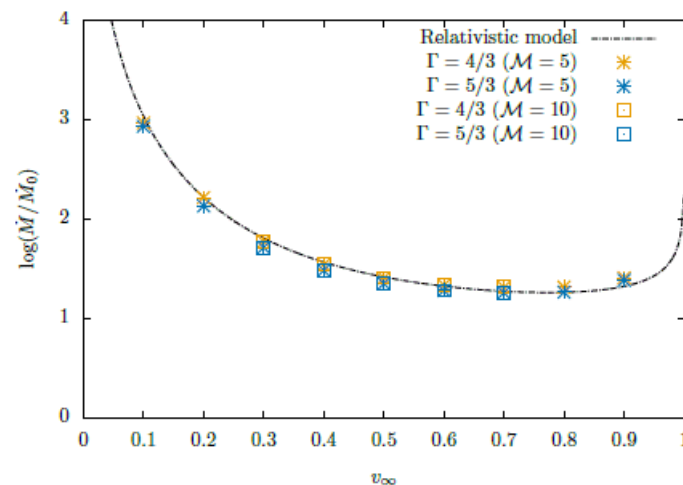 4
3
2
1
0
log(Ṁ/Ṁ₀)
Relativistic model
Γ = 4/3 (ℳ = 5)
Γ = 5/3 (ℳ = 5)
Γ = 4/3 (ℳ = 10)
Γ = 5/3 (ℳ = 10)
0 0.1 0.2 0.3 0.4 0.5 0.6 0.7 0.8 0.9 1
v∞